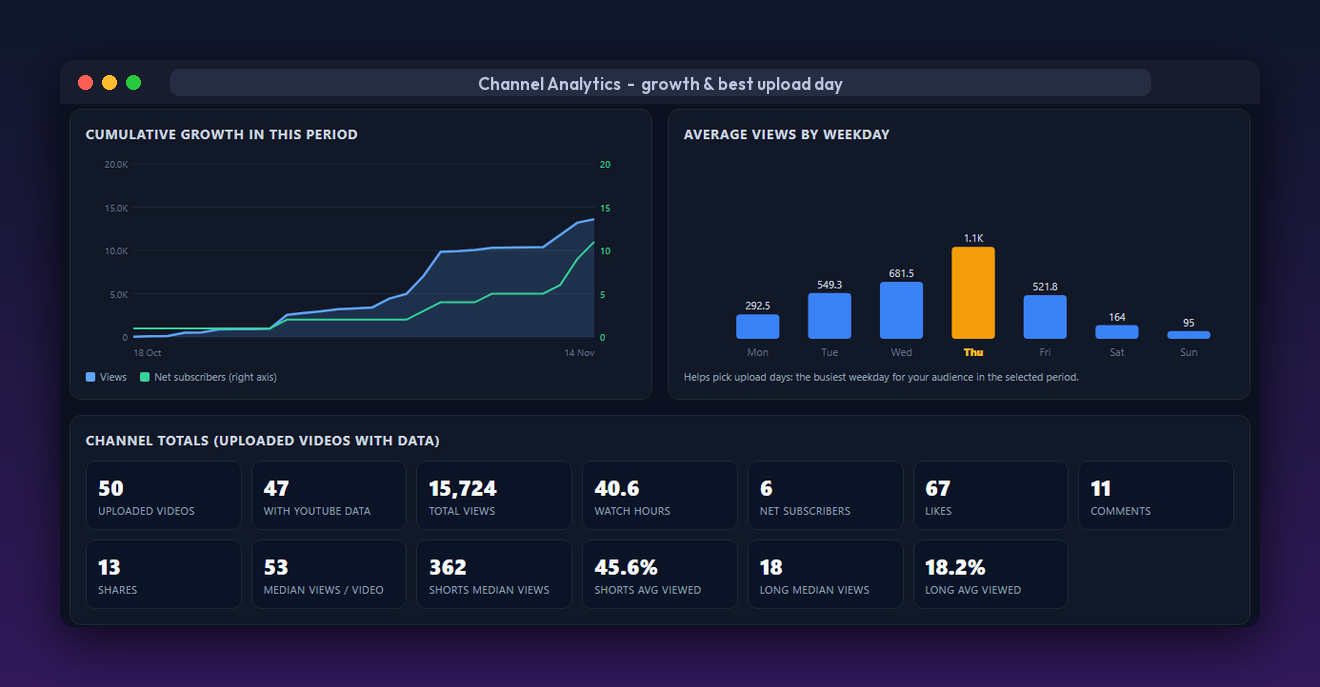 Channel Analytics - growth & best upload day
CUMULATIVE GROWTH IN THIS PERIOD
20.0K
20
15.0K
15
10.0K
10
5.0K
5
0
0
18 Oct
14 Nov
Views
Net subscribers (right axis)
AVERAGE VIEWS BY WEEKDAY
292.5
549.3
681.5
1.1K
521.8
164
95
Mon
Tue
Wed
Thu
Fri
Sat
Sun
Helps pick upload days: the busiest weekday for your audience in the selected period.
CHANNEL TOTALS (UPLOADED VIDEOS WITH DATA)
50
UPLOADED VIDEOS
47
WITH YOUTUBE DATA
15,724
TOTAL VIEWS
40.6
WATCH HOURS
6
NET SUBSCRIBERS
67
LIKES
11
COMMENTS
13
SHARES
53
MEDIAN VIEWS / VIDEO
362
SHORTS MEDIAN VIEWS
45.6%
SHORTS AVG VIEWED
18
LONG MEDIAN VIEWS
18.2%
LONG AVG VIEWED